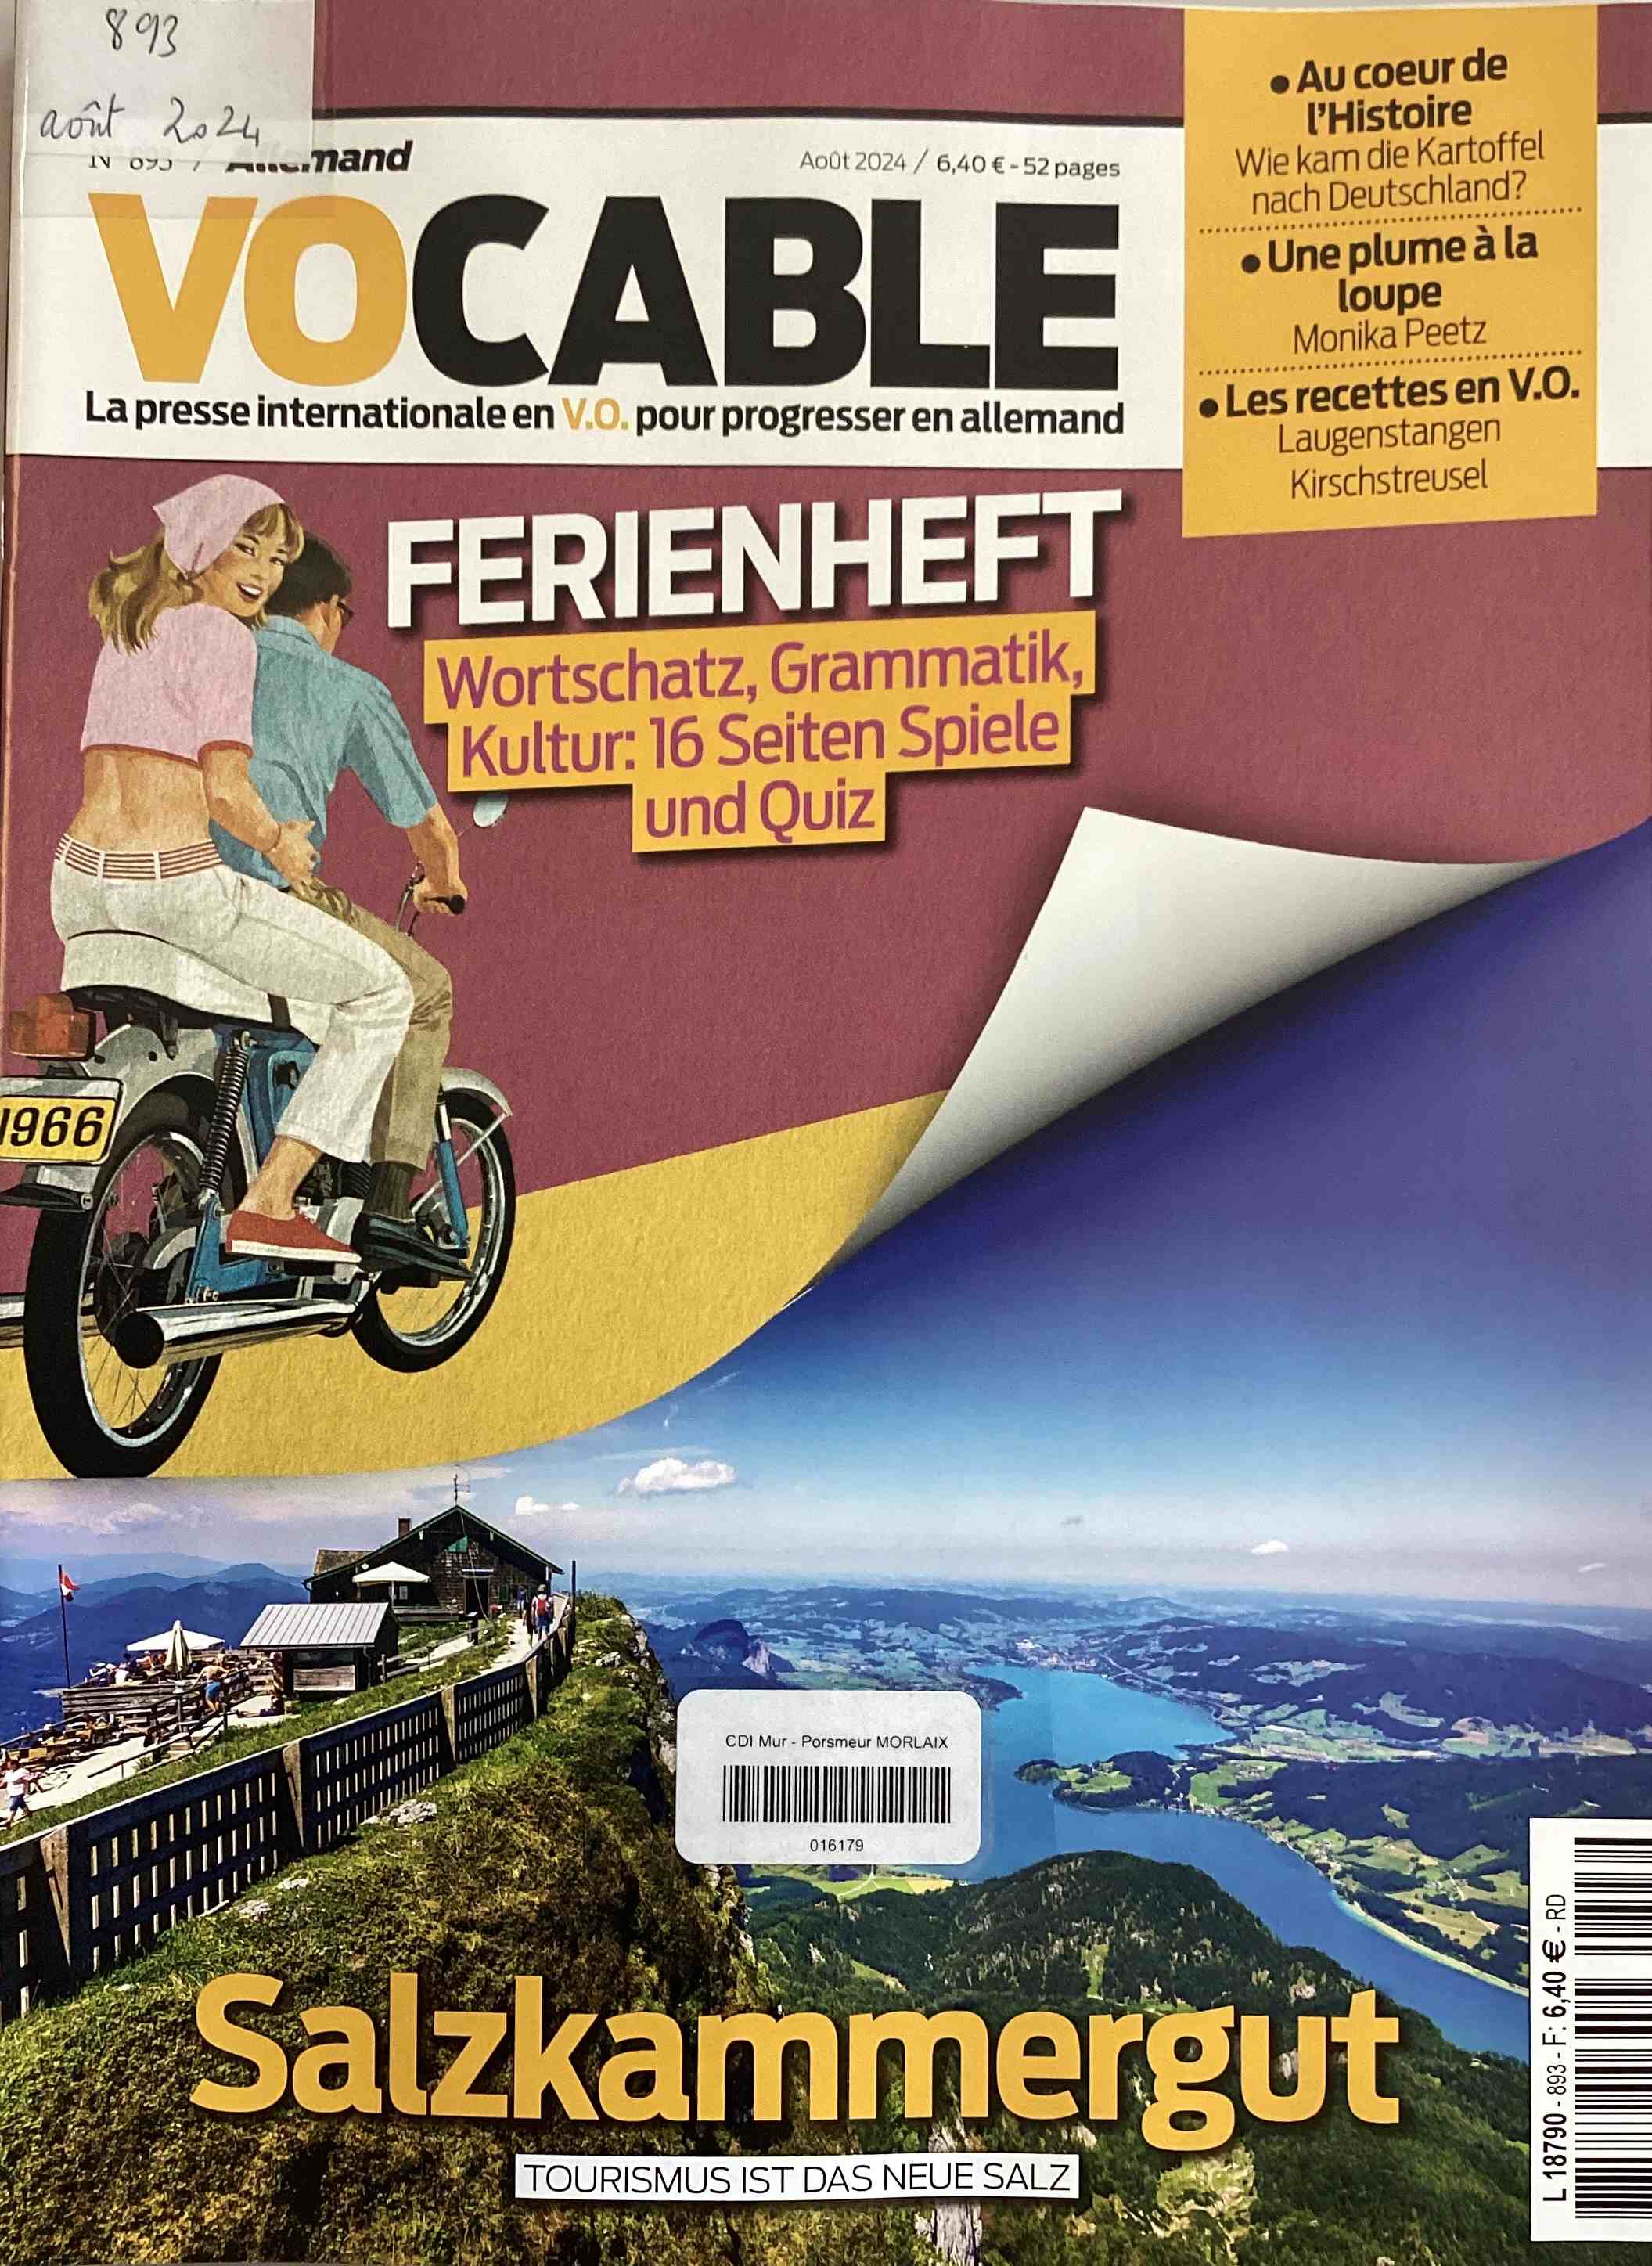 893
août 2024
N° 893 / Allemand
Août 2024 / 6,40 € - 52 pages
VOCABLE
La presse internationale en V.O. pour progresser en allemand
• Au coeur de
l'Histoire
Wie kam die Kartoffel
nach Deutschland?
• Une plume à la
loupe
Monika Peetz
• Les recettes en V.O.
Laugenstangen
Kirschstreusel
FERIENHEFT
Wortschatz, Grammatik,
Kultur: 16 Seiten Spiele
und Quiz
1966
CDI Mur - Porsmeur MORLAIX
016179
Salzkammergut
TOURISMUS IST DAS NEUE SALZ
L 18790 - 893 - F: 6,40 € - RD